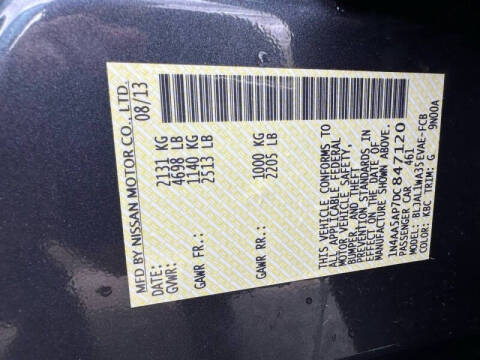 MFD BY NISSAN MOTOR CO., LTD.
DATE: 08/13
GVWR: 2131 KG
4698 LB
GAWR FR.: 1140 KG
2513 LB
GAWR RR.: 1000 KG
2205 LB
THIS VEHICLE CONFORMS TO
ALL APPLICABLE FEDERAL
MOTOR VEHICLE SAFETY,
BUMPER, AND THEFT
PREVENTION STANDARDS IN
EFFECT ON THE DATE OF
MANUFACTURE SHOWN ABOVE.
1N4AA5AP7DC847120
PASSENGER CAR 461
MODEL: BLJALLWA35EVAE-FCB
COLOR: KBC TRIM: G 9N00A